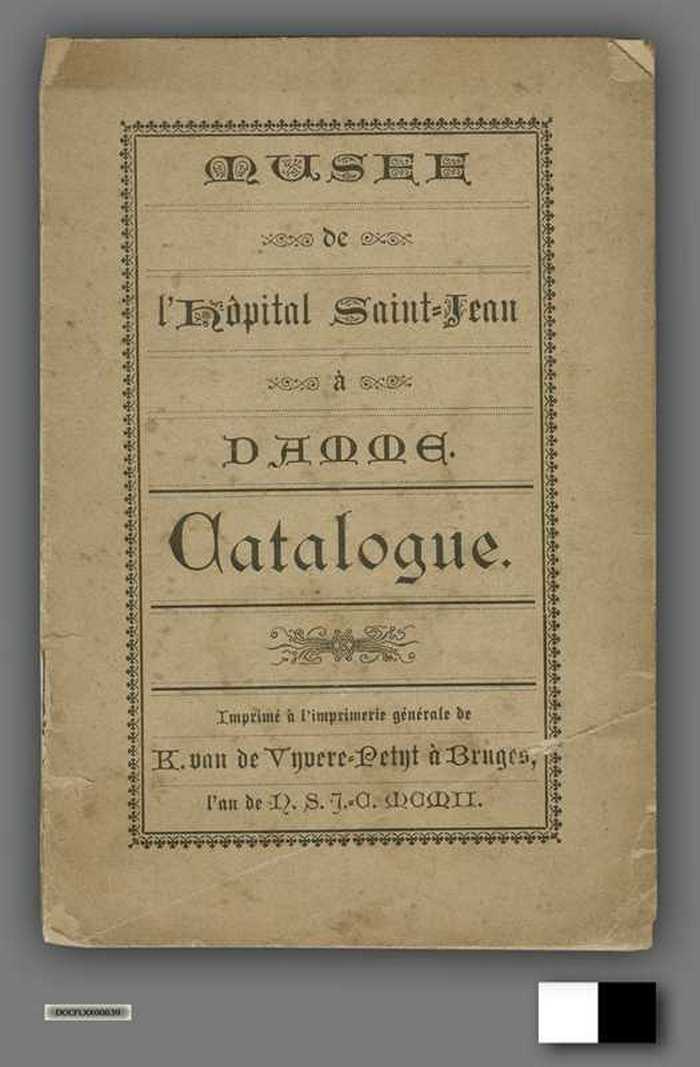 MUSEE
de
l'Hôpital Saint-Jean
à
DAMME.
Catalogue.
Imprimé à l'imprimerie générale de
K. van de Vyvere-Petyt à Bruges,
l'an de N. S. J.-C. MCMII.